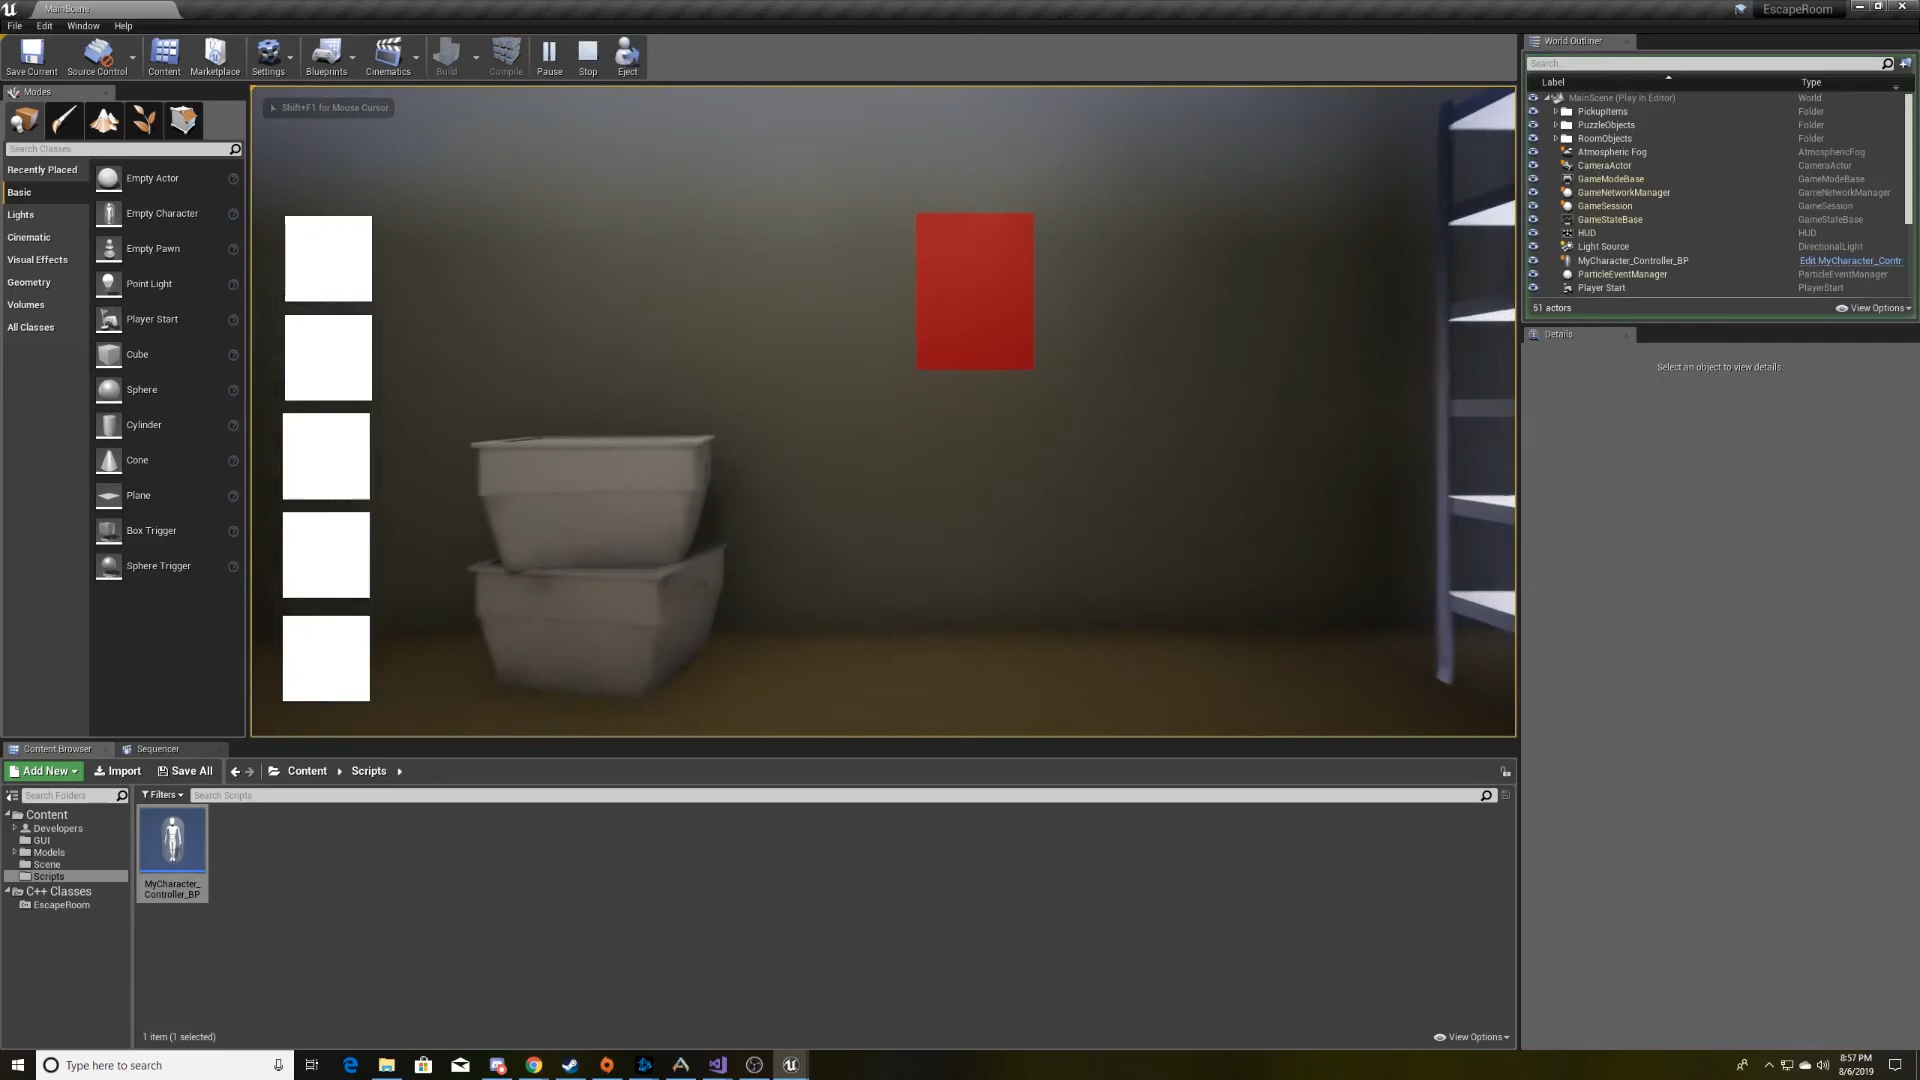 MainScene
EscapeRoom
File Edit Window Help
Save Current Source Control Content Marketplace Settings Blueprints Cinematics Build Compile Pause Stop Eject
Modes
Search Classes
Recently Placed
Basic
Lights
Cinematic
Visual Effects
Geometry
Volumes
All Classes
Empty Actor
Empty Character
Empty Pawn
Point Light
Player Start
Cube
Sphere
Cylinder
Cone
Plane
Box Trigger
Sphere Trigger
Shift+F1 for Mouse Cursor
World Outliner
Search...
Label Type
MainScene (Play In Editor) World
PickupItems Folder
PuzzleObjects Folder
RoomObjects Folder
Atmospheric Fog AtmosphericFog
CameraActor CameraActor
GameModeBase GameModeBase
GameNetworkManager GameNetworkManager
GameSession GameSession
GameStateBase GameStateBase
HUD HUD
Light Source DirectionalLight
MyCharacter_Controller_BP Edit MyCharacter_Contr
ParticleEventManager ParticleEventManager
Player Start PlayerStart
51 actors View Options
Details
Select an object to view details
Content Browser Sequencer
Add New Import Save All Content Scripts
Search Folders Filters Search Scripts
Content
Developers
GUI
Models
Scene
Scripts
C++ Classes
EscapeRoom
MyCharacter_
Controller_BP
1 item (1 selected) View Options
Type here to search
8:57 PM
8/6/2019